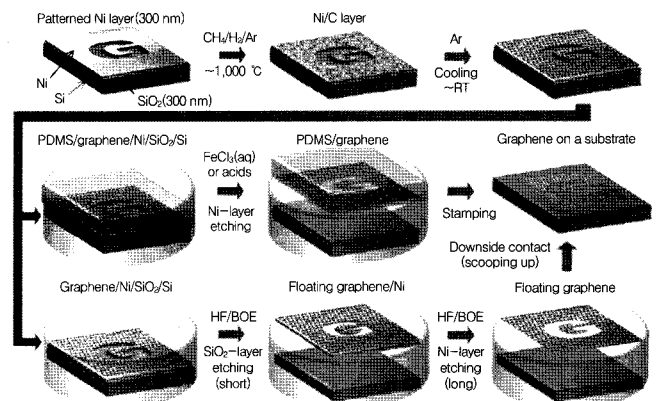 Patterned Ni layer(300 nm)
G
Ni
Si
SiO₂(300 nm)
CH₄/H₂/Ar
~1,000 ℃
Ni/C layer
G
Ar
Cooling
~RT
G
PDMS/graphene/Ni/SiO₂/Si
FeCl₃(aq)
or acids
Ni-layer
etching
PDMS/graphene
Stamping
Graphene on a substrate
Downside contact
(scooping up)
Graphene/Ni/SiO₂/Si
G
HF/BOE
SiO₂-layer
etching
(short)
Floating graphene/Ni
G
HF/BOE
Ni-layer
etching
(long)
Floating graphene
G